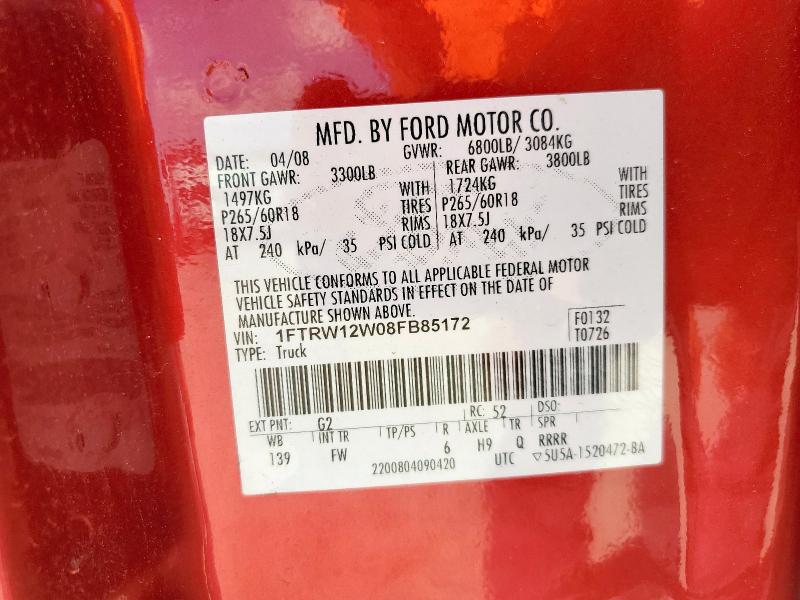 MFD. BY FORD MOTOR CO.
DATE: 04/08 GVWR: 6800LB/ 3084KG
FRONT GAWR: 3300LB REAR GAWR: 3800LB
1497KG WITH 1724KG WITH
P265/60R18 TIRES P265/60R18 TIRES
18X7.5J RIMS 18X7.5J RIMS
AT 240 kPa/ 35 PSI COLD AT 240 kPa/ 35 PSI COLD
THIS VEHICLE CONFORMS TO ALL APPLICABLE FEDERAL MOTOR
VEHICLE SAFETY STANDARDS IN EFFECT ON THE DATE OF
MANUFACTURE SHOWN ABOVE.
VIN: 1FTRW12W08FB85172 F0132
TYPE: Truck T0726
EXT PNT: G2 RC: 52 DSO:
WB INT TR TP/PS R AXLE TR SPR
139 FW 6 H9 Q RRRR
2200804090420 UTC ▽5U5A-1520472-BA